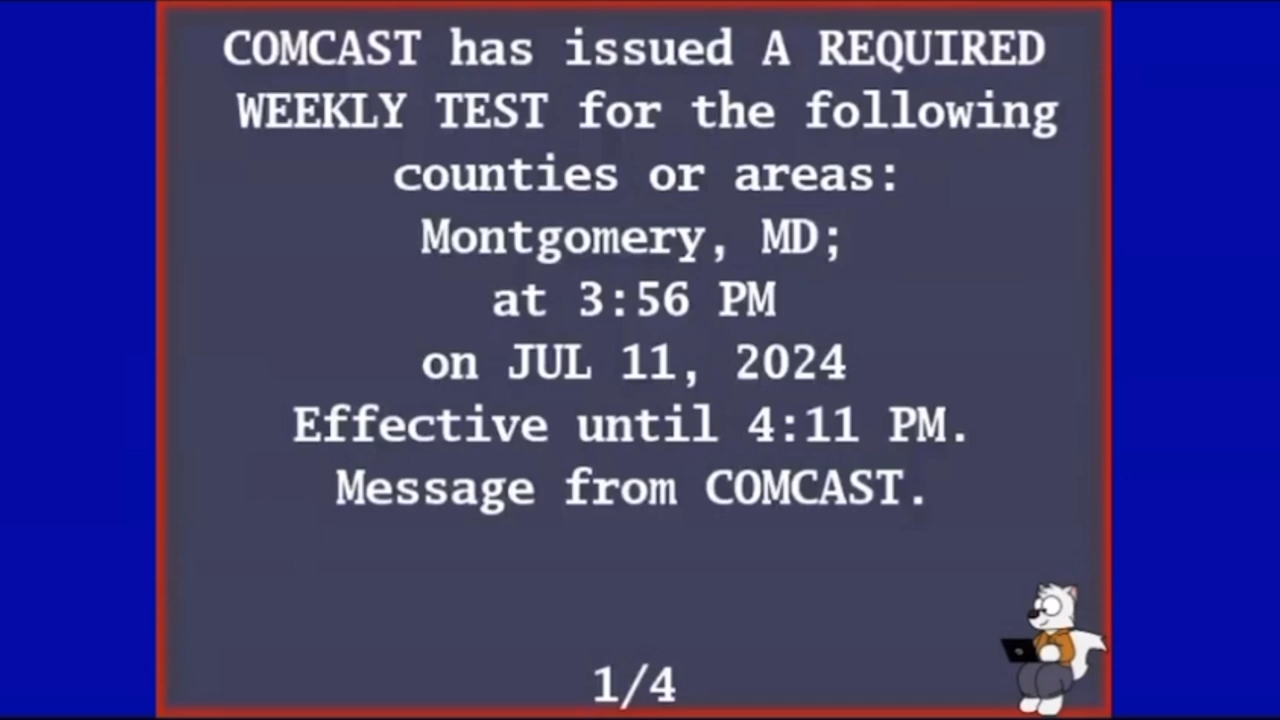 COMCAST has issued A REQUIRED
WEEKLY TEST for the following
counties or areas:
Montgomery, MD;
at 3:56 PM
on JUL 11, 2024
Effective until 4:11 PM.
Message from COMCAST.
1/4